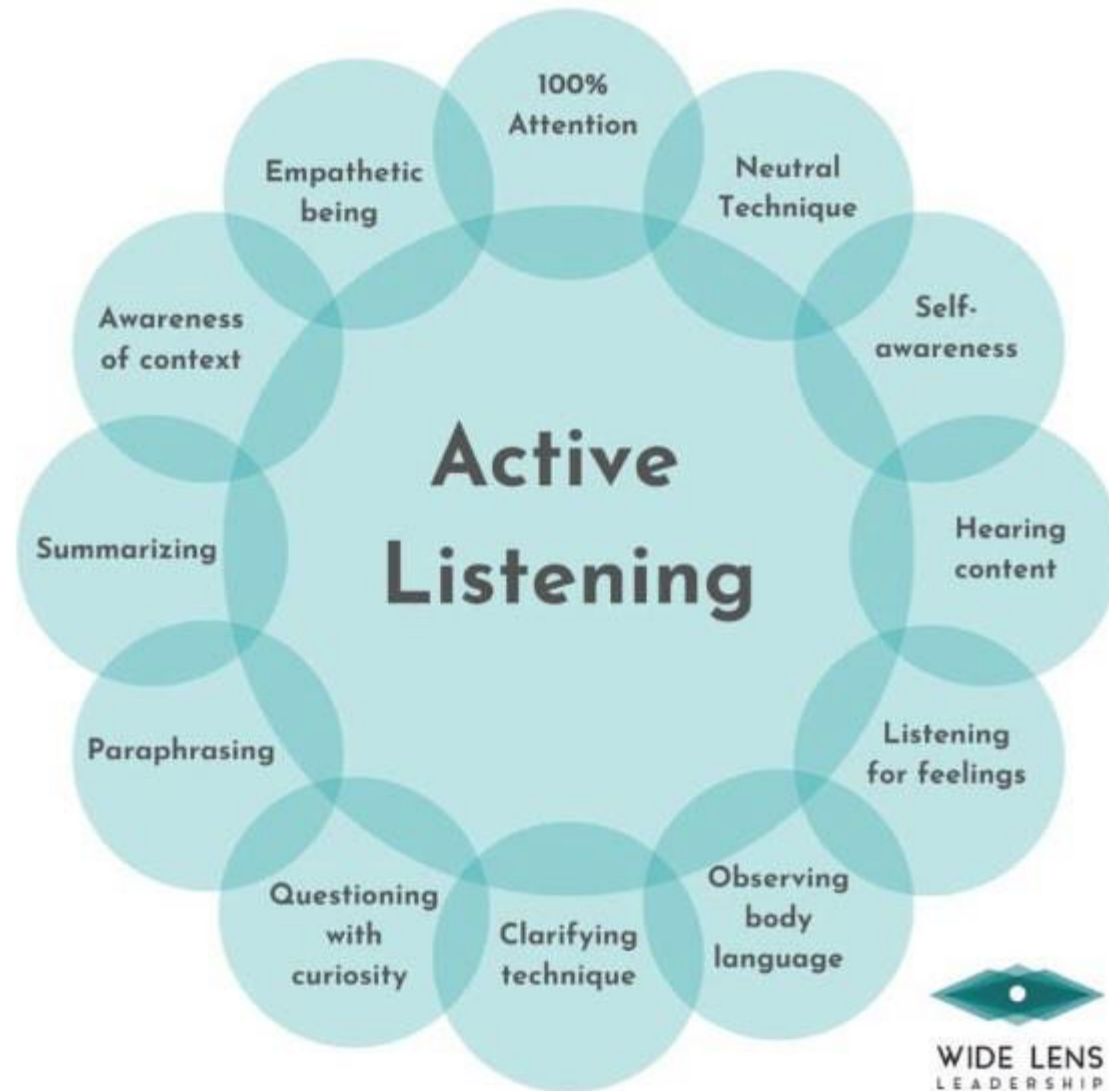 100%
Attention
Neutral
Technique
Self-
awareness
Hearing
content
Listening
for feelings
Observing
body
language
Clarifying
technique
Questioning
with
curiosity
Paraphrasing
Summarizing
Awareness
of context
Empathetic
being
Active
Listening
WIDE LENS
LEADERSHIP